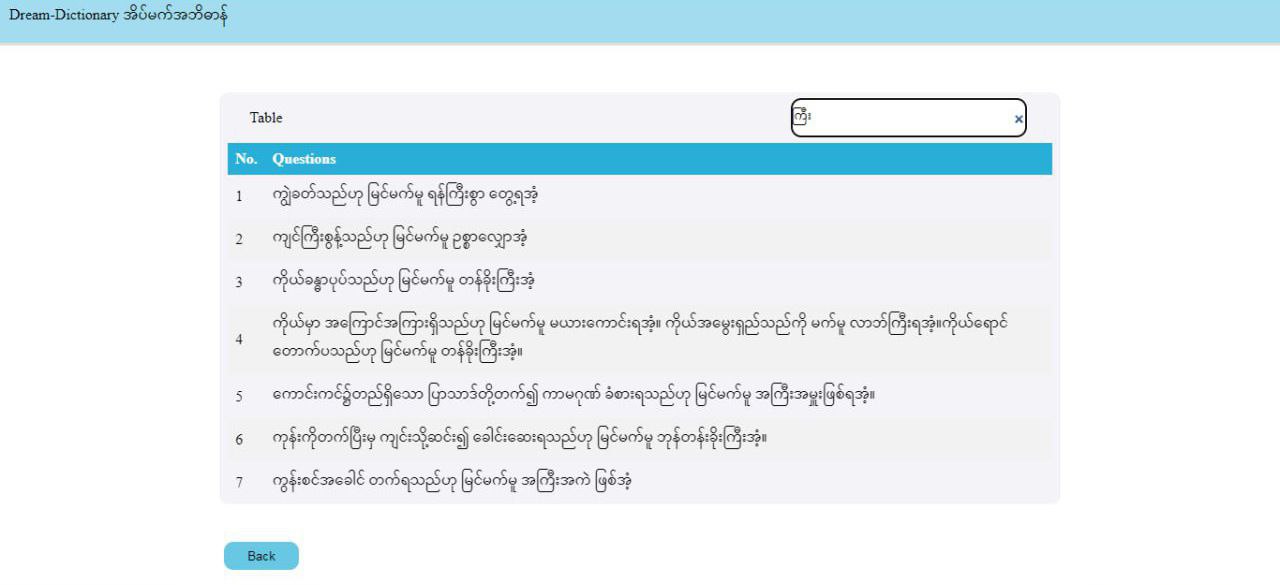 Dream-Dictionary အိပ်မက်အဘိဓာန်
Table
ကြီး ×
No. Questions
1 ကျွဲခတ်သည်ဟု မြင်မက်မူ ရန်ကြီးစွာ တွေ့ရအံ့
2 ကျင်ကြီးစွန့်သည်ဟု မြင်မက်မူ ဥစ္စာလျှောအံ့
3 ကိုယ်ခန္ဓာပုပ်သည်ဟု မြင်မက်မူ တန်ခိုးကြီးအံ့
4 ကိုယ်မှာ အကြောင်အကြားရှိသည်ဟု မြင်မက်မူ မယားကောင်းရအံ့။ ကိုယ်အမွေးရှည်သည်ကို မက်မူ လာဘ်ကြီးရအံ့။ကိုယ်ရောင်
တောက်ပသည်ဟု မြင်မက်မူ တန်ခိုးကြီးအံ့။
5 ကောင်းကင်၌တည်ရှိသော ပြာသာဒ်တို့တက်၍ ကာမဂုဏ် ခံစားရသည်ဟု မြင်မက်မူ အကြီးအမှူးဖြစ်ရအံ့။
6 ကုန်းကိုတက်ပြီးမှ ကျင်းသို့ဆင်း၍ ခေါင်းဆေးရသည်ဟု မြင်မက်မူ ဘုန်တန်းခိုးကြီးအံ့။
7 ကွန်းစင်အခေါင် တက်ရသည်ဟု မြင်မက်မူ အကြီးအကဲ ဖြစ်အံ့
Back